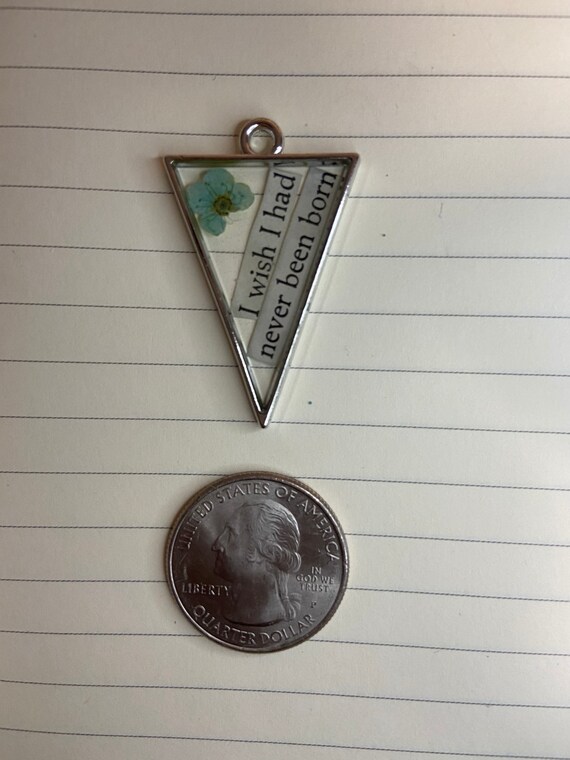 I wish I had
never been born
UNITED STATES OF AMERICA
LIBERTY
IN
GOD WE
TRUST
P
QUARTER DOLLAR